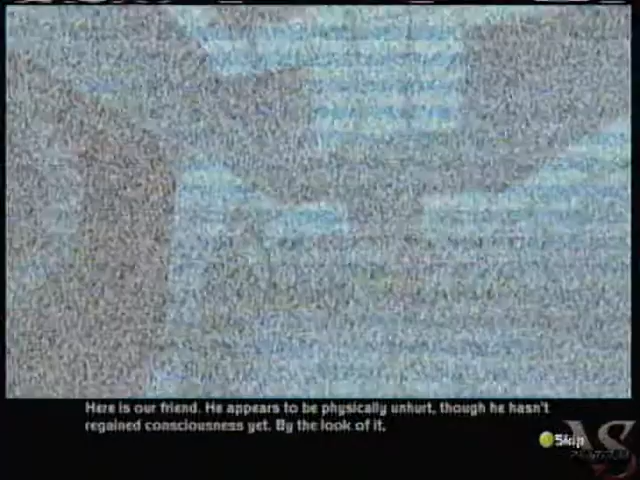 Here is our friend. He appears to be physically unhurt, though he hasn't
regained consciousness yet. By the look of it.
Skip
AS